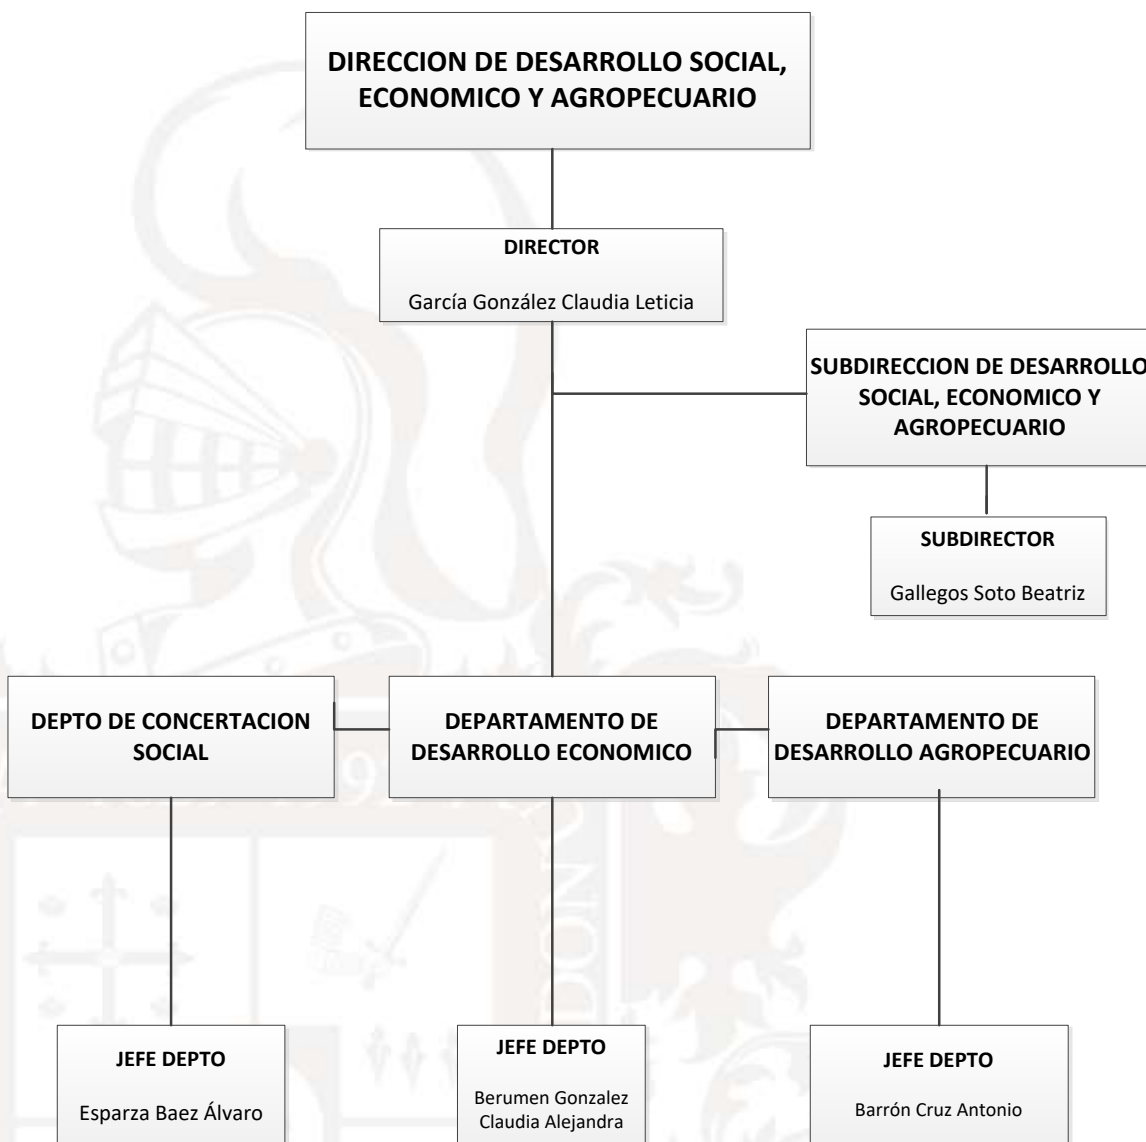 DIRECCION DE DESARROLLO SOCIAL,
ECONOMICO Y AGROPECUARIO
DIRECTOR
García González Claudia Leticia
SUBDIRECCION DE DESARROLLO
SOCIAL, ECONOMICO Y
AGROPECUARIO
SUBDIRECTOR
Gallegos Soto Beatriz
DEPTO DE CONCERTACION
SOCIAL
DEPARTAMENTO DE
DESARROLLO ECONOMICO
DEPARTAMENTO DE
DESARROLLO AGROPECUARIO
JEFE DEPTO
Esparza Baez Álvaro
JEFE DEPTO
Berumen Gonzalez
Claudia Alejandra
JEFE DEPTO
Barrón Cruz Antonio